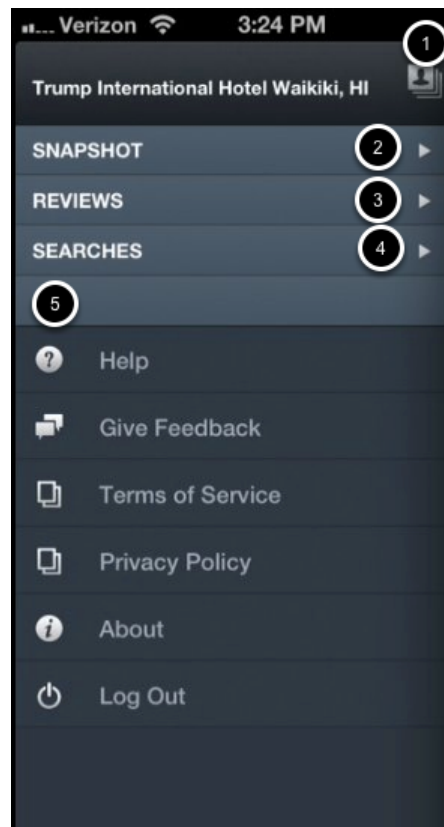 Verizon 3:24 PM
1
Trump International Hotel Waikiki, HI
SNAPSHOT 2
REVIEWS 3
SEARCHES 4
5
Help
Give Feedback
Terms of Service
Privacy Policy
About
Log Out